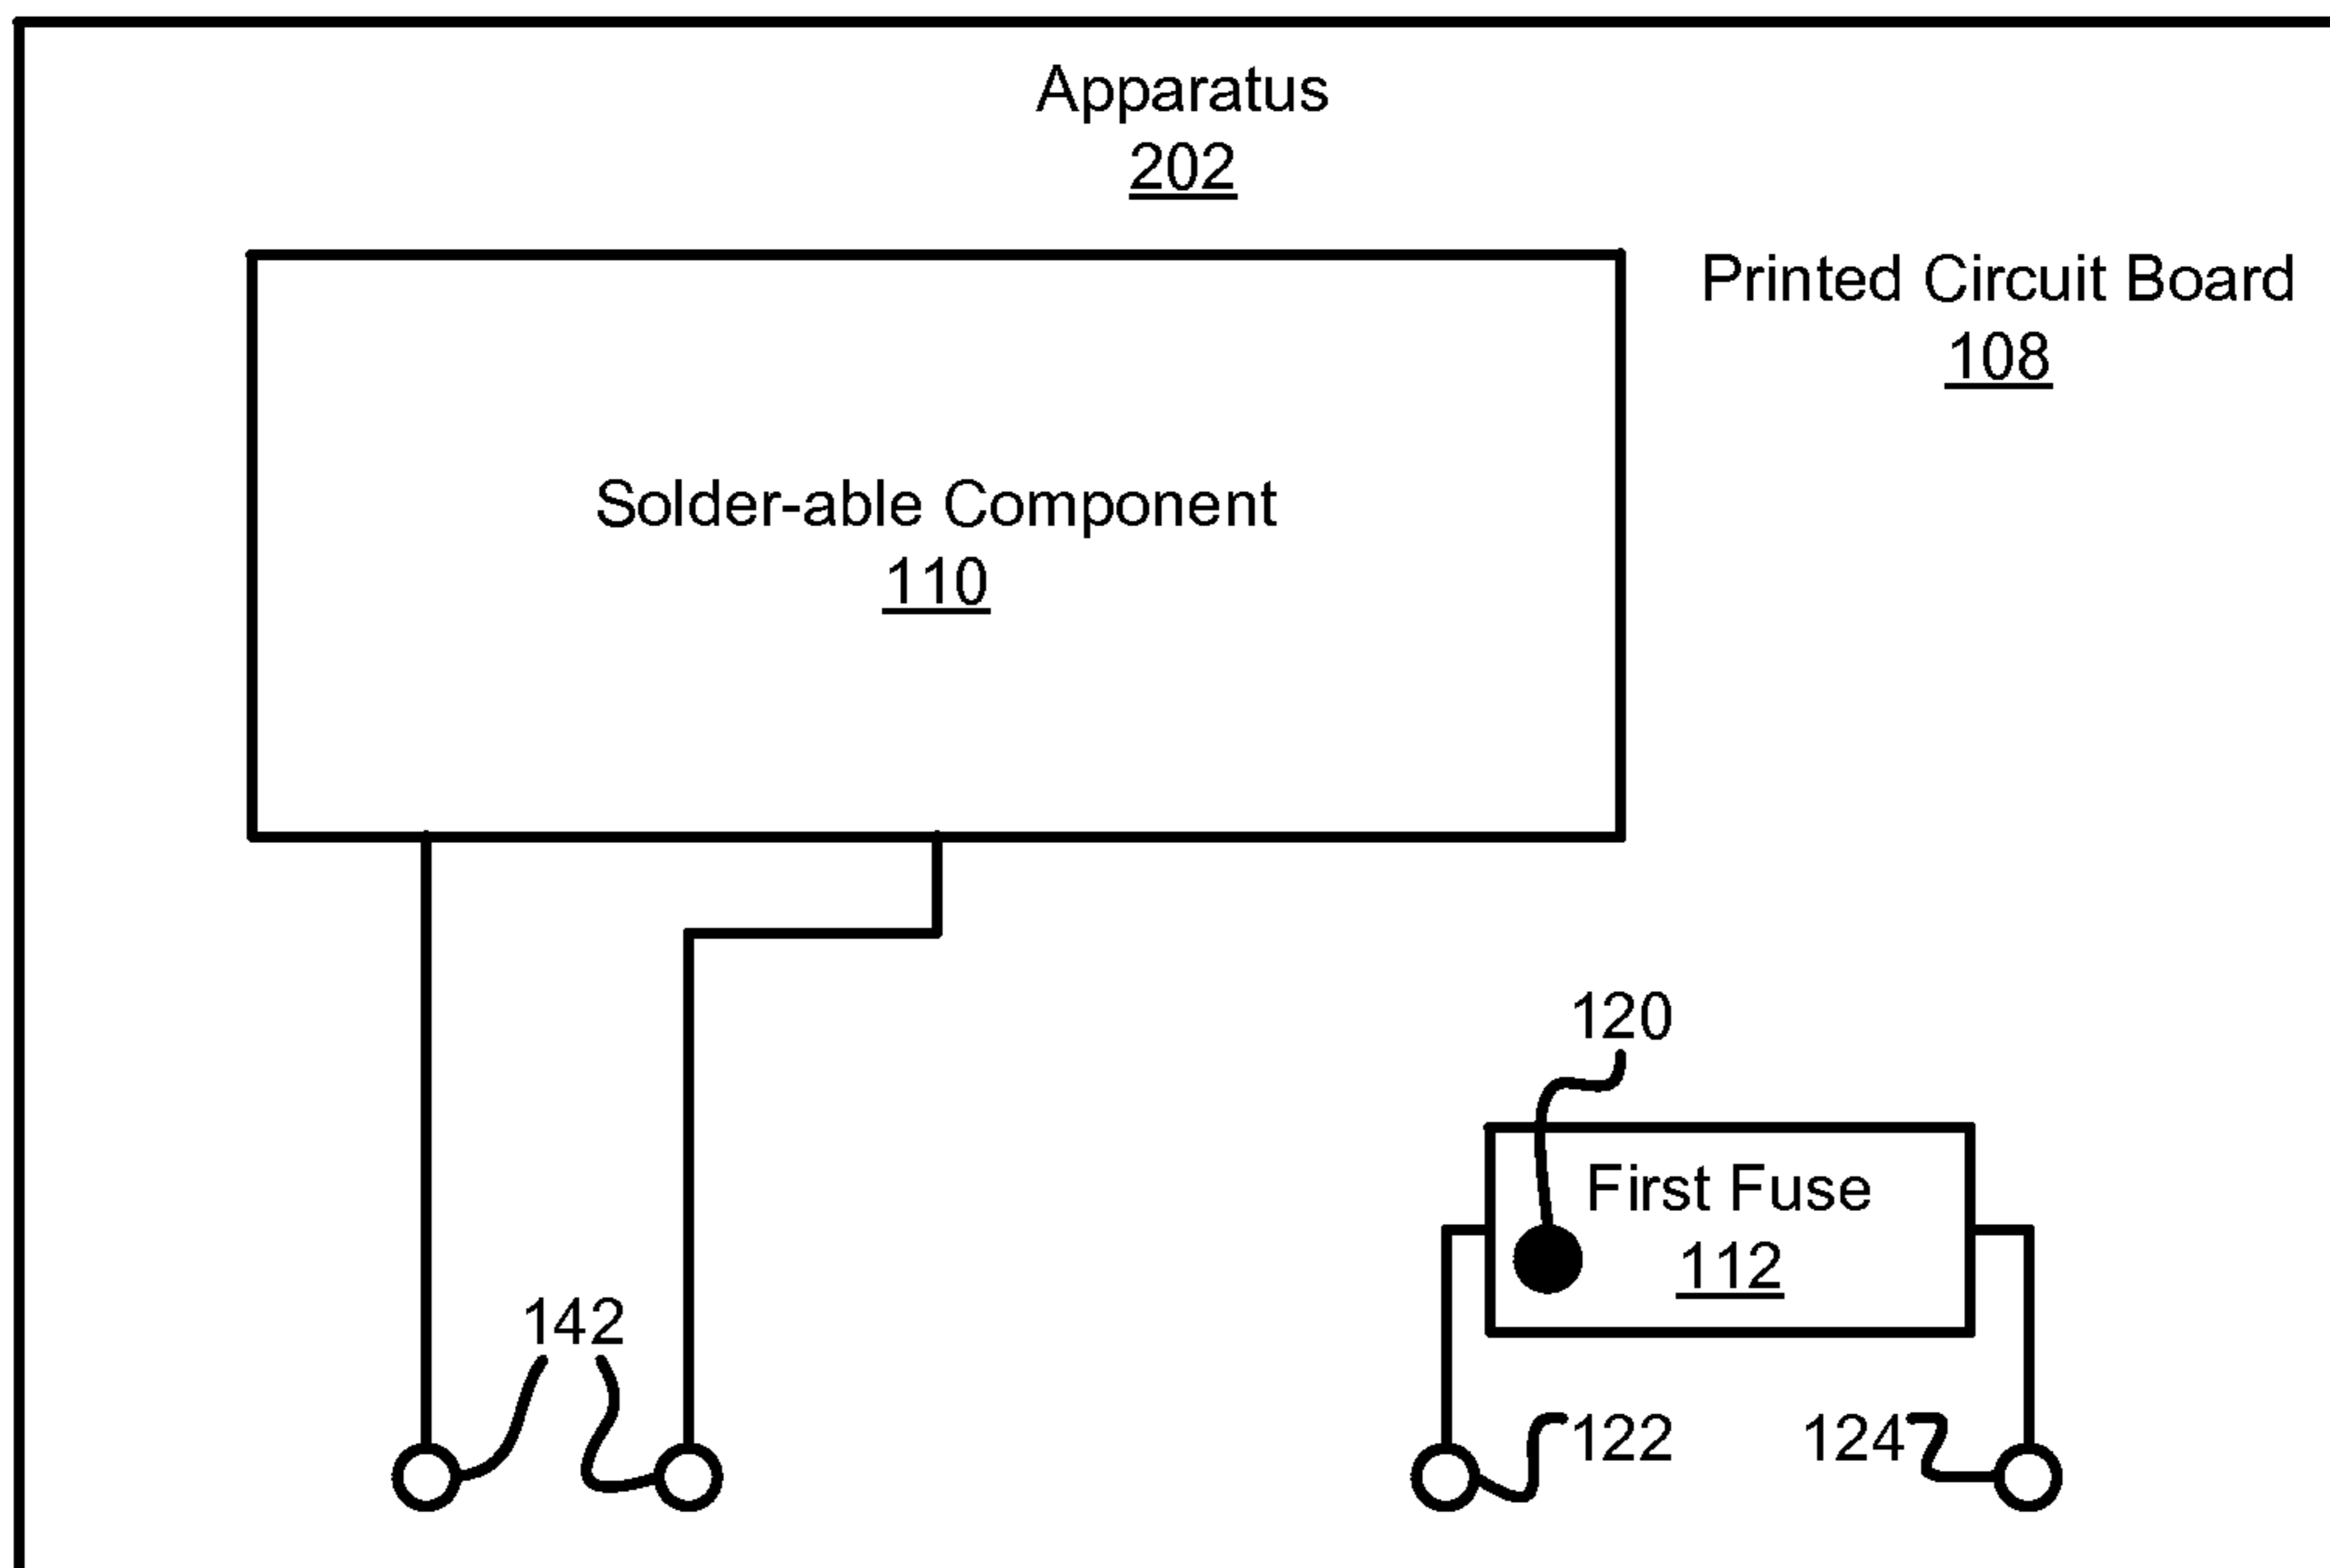 Apparatus
202
Printed Circuit Board
108
Solder-able Component
110
120
First Fuse
112
142
122
124